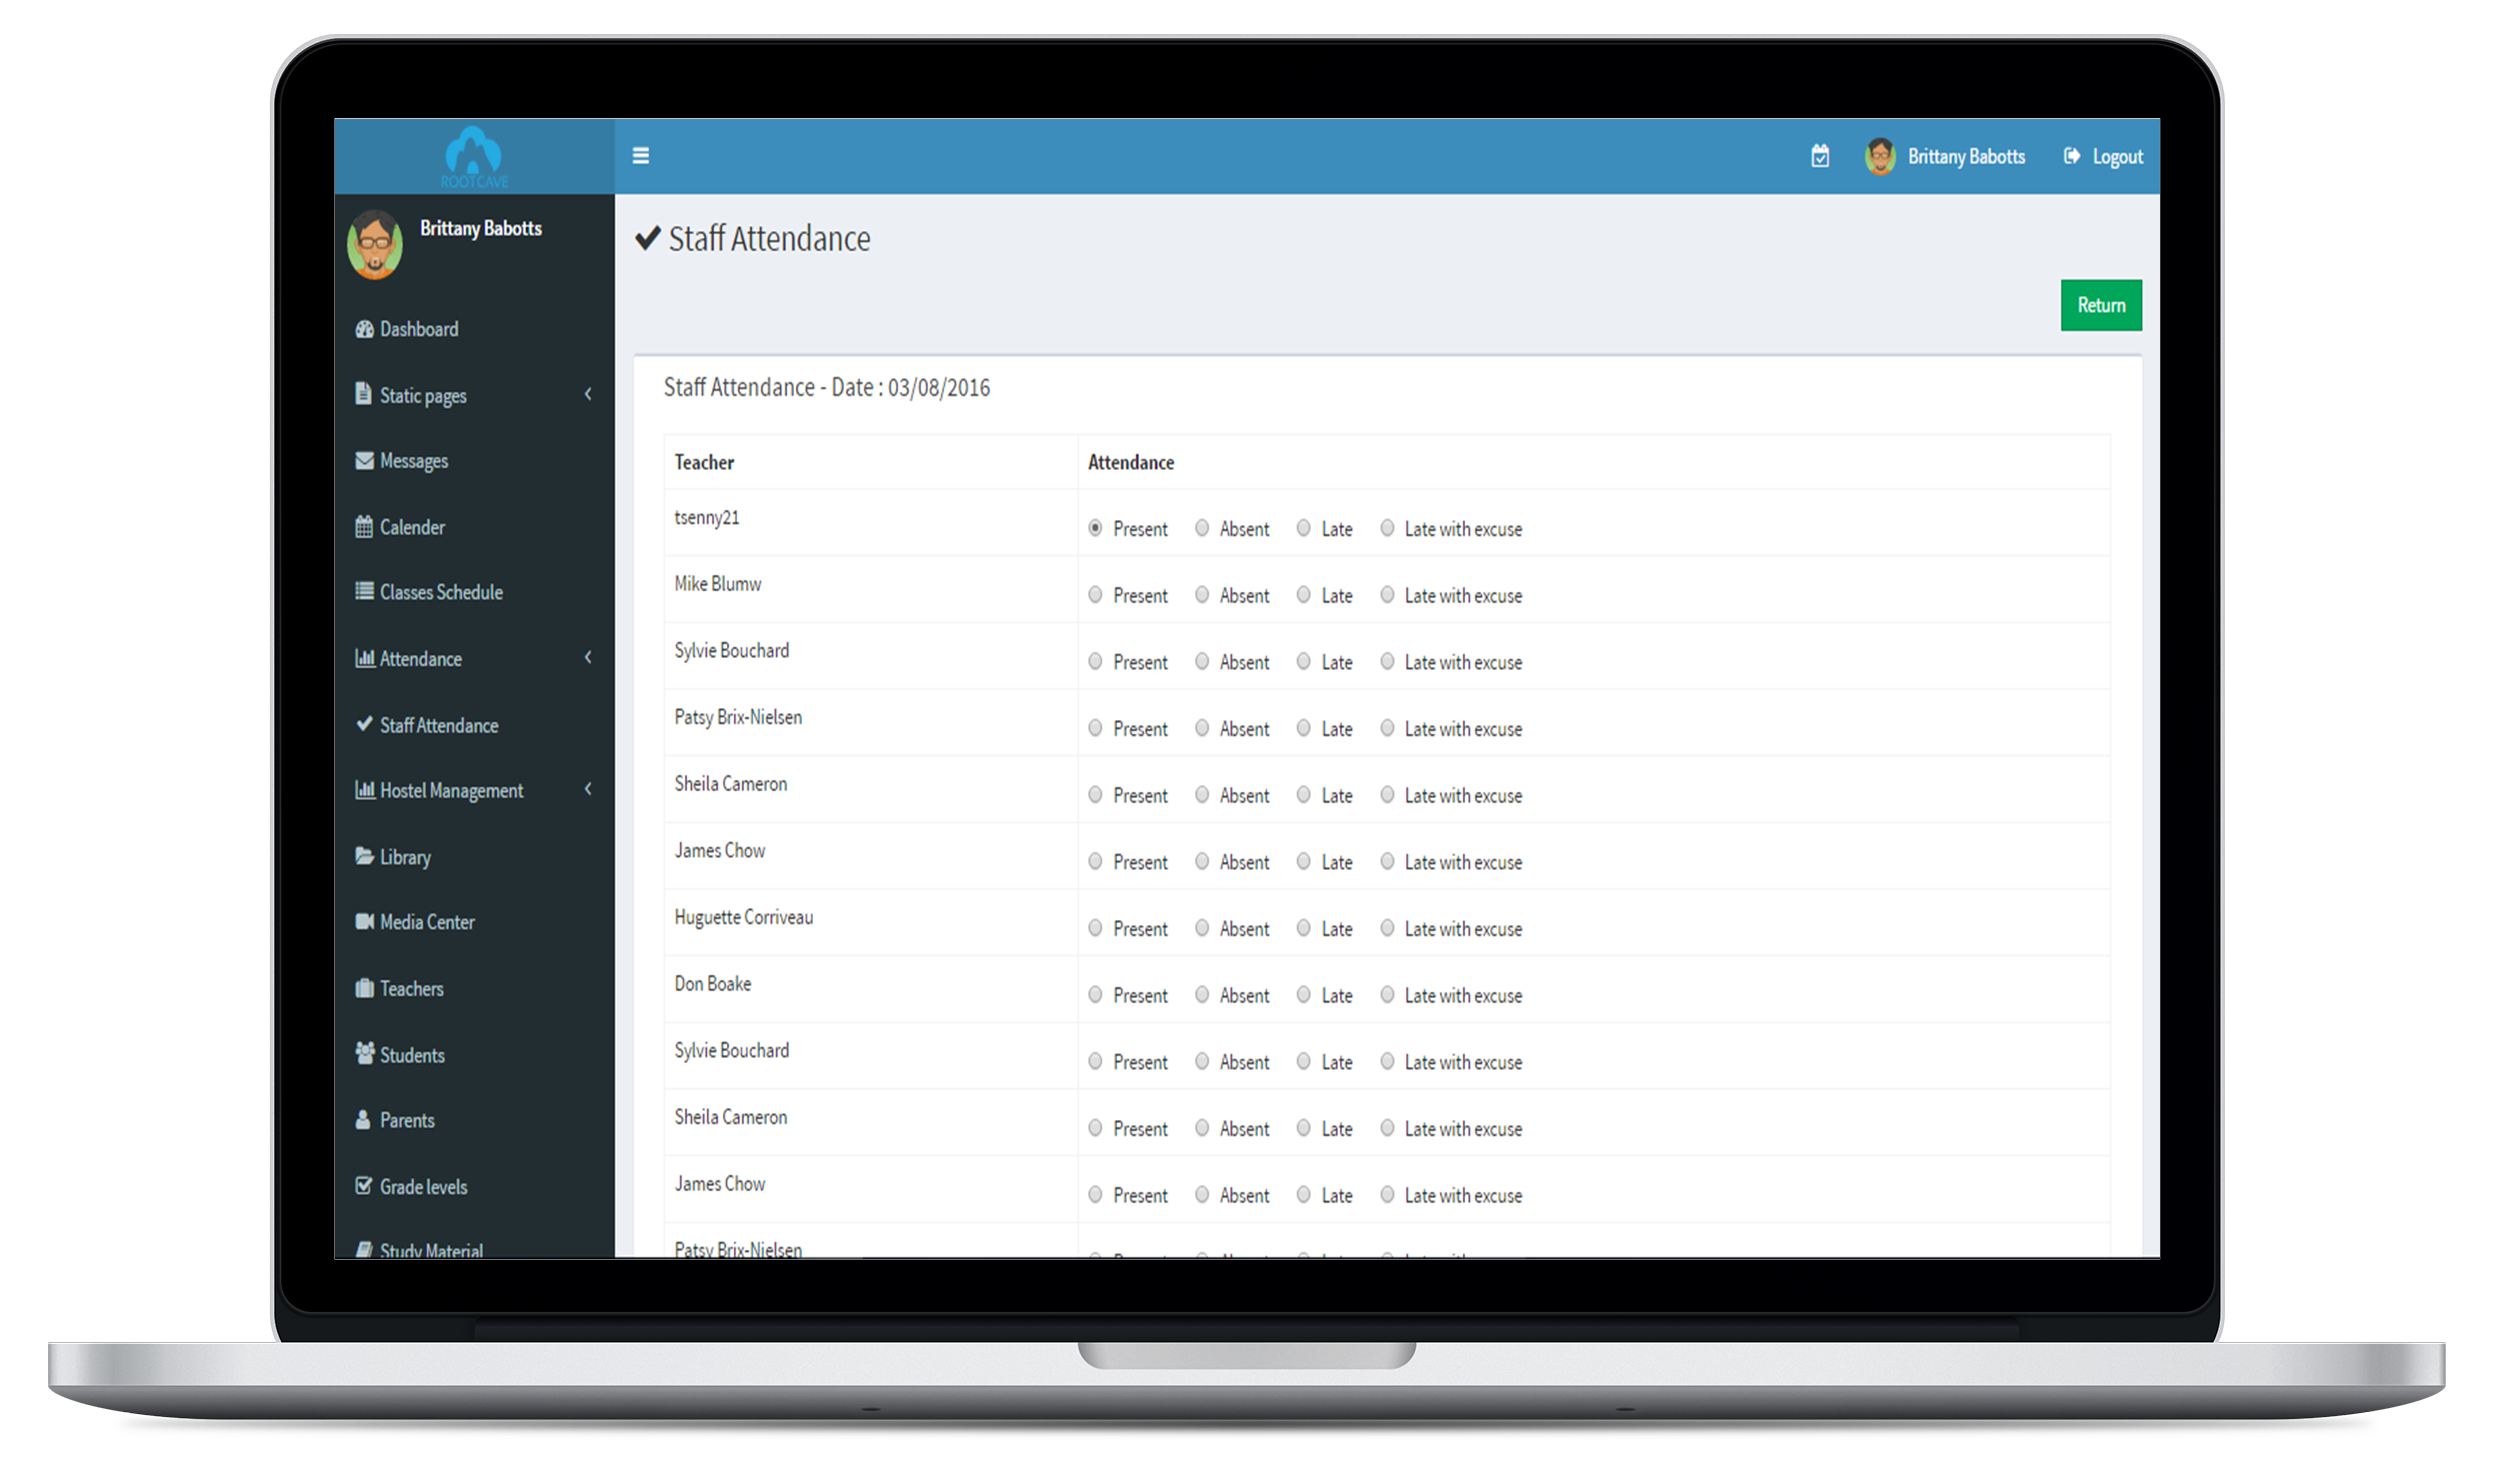 ROOTCAVE
Brittany Babotts
Logout
Brittany Babotts
Dashboard
Static pages
Messages
Calender
Classes Schedule
Attendance
Staff Attendance
Hostel Management
Library
Media Center
Teachers
Students
Parents
Grade levels
Study Material
Staff Attendance
Return
Staff Attendance - Date : 03/08/2016
Teacher Attendance
tsenny21 Present Absent Late Late with excuse
Mike Blumw Present Absent Late Late with excuse
Sylvie Bouchard Present Absent Late Late with excuse
Patsy Brix-Nielsen Present Absent Late Late with excuse
Sheila Cameron Present Absent Late Late with excuse
James Chow Present Absent Late Late with excuse
Huguette Corriveau Present Absent Late Late with excuse
Don Boake Present Absent Late Late with excuse
Sylvie Bouchard Present Absent Late Late with excuse
Sheila Cameron Present Absent Late Late with excuse
James Chow Present Absent Late Late with excuse
Patsy Brix-Nielsen